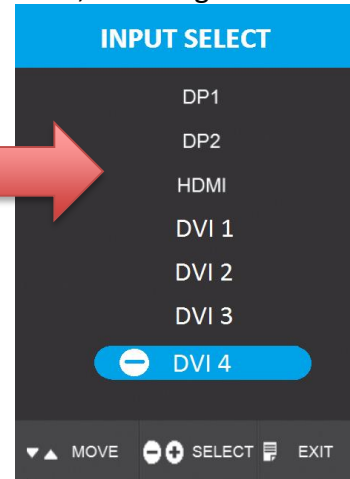 INPUT SELECT
DP1
DP2
HDMI
DVI 1
DVI 2
DVI 3
DVI 4
MOVE SELECT EXIT